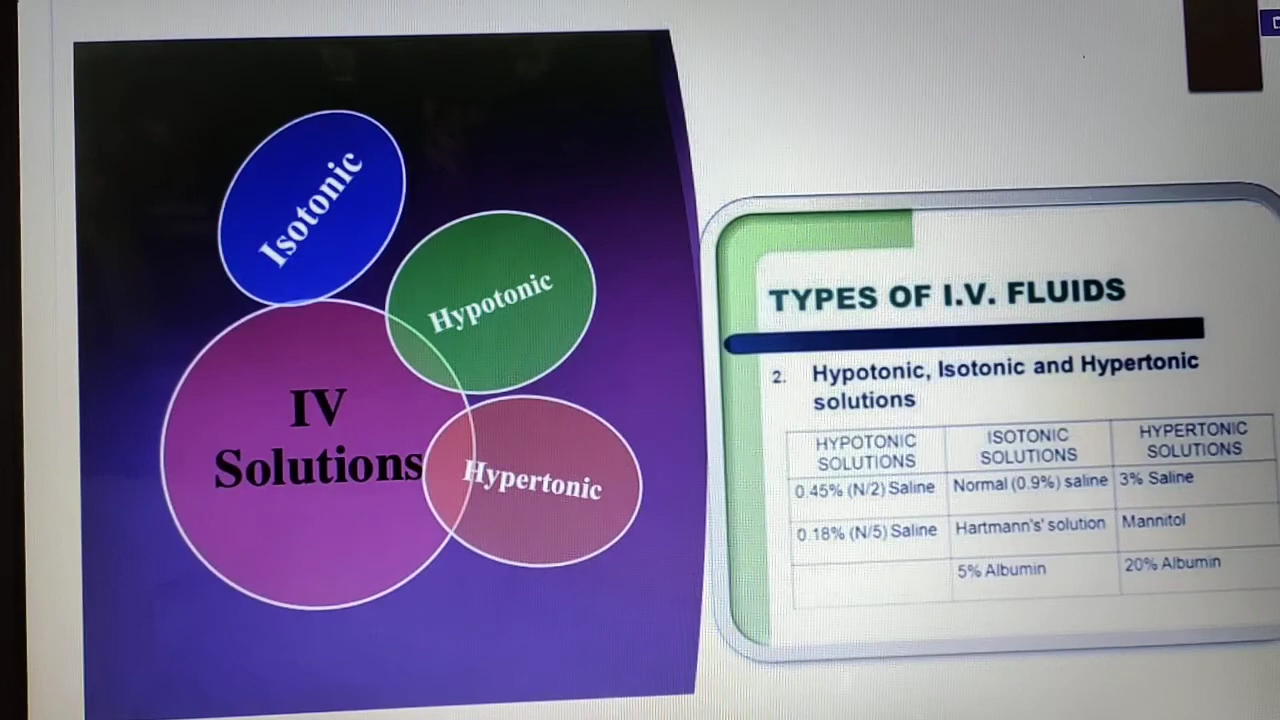 Isotonic
Hypotonic
IV
Solutions
Hypertonic
TYPES OF I.V. FLUIDS
2. Hypotonic, Isotonic and Hypertonic
solutions
HYPOTONIC
SOLUTIONS
ISOTONIC
SOLUTIONS
HYPERTONIC
SOLUTIONS
0.45% (N/2) Saline
Normal (0.9%) saline
3% Saline
0.18% (N/5) Saline
Hartmann's' solution
Mannitol
5% Albumin
20% Albumin